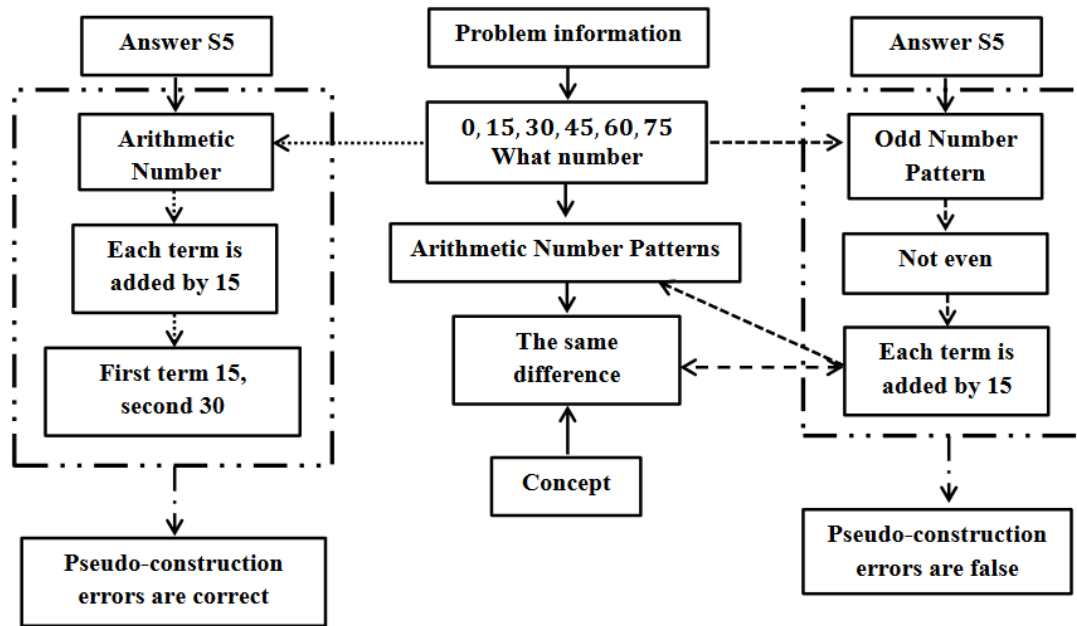 Answer S5
Arithmetic
Number
Each term is
added by 15
First term 15,
second 30
Pseudo-construction
errors are correct
Problem information
0, 15, 30, 45, 60, 75
What number
Arithmetic Number Patterns
The same
difference
Concept
Answer S5
Odd Number
Pattern
Not even
Each term is
added by 15
Pseudo-construction
errors are false